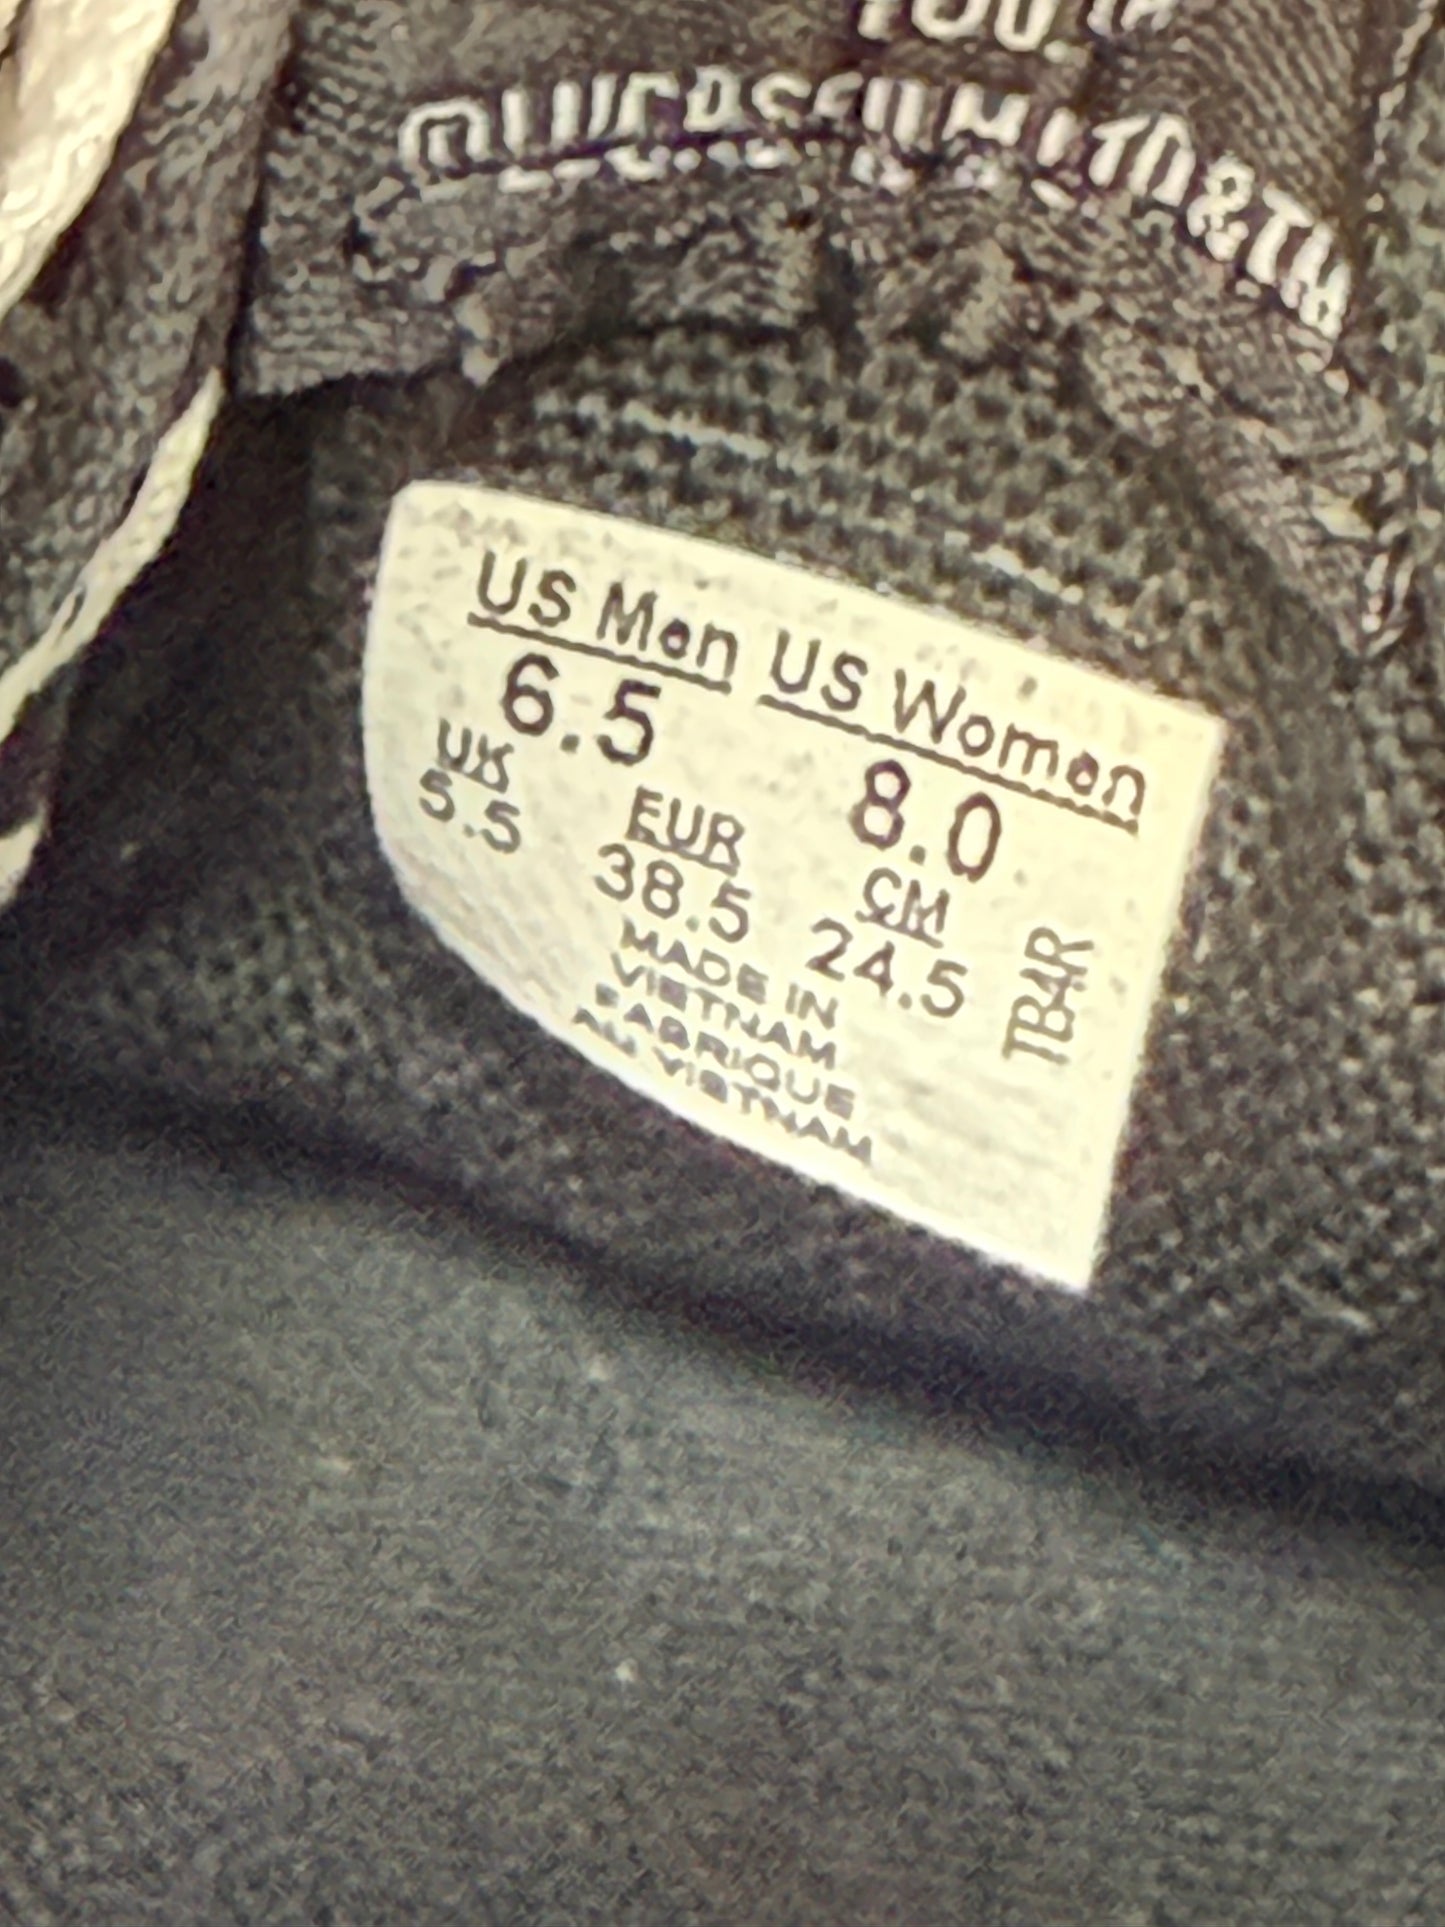 US Men US Women
6.5 8.0
UK EUR CM
5.5 38.5 24.5
TB4R
MADE IN
VIETNAM
FABRIQUE
AU VIETNAM